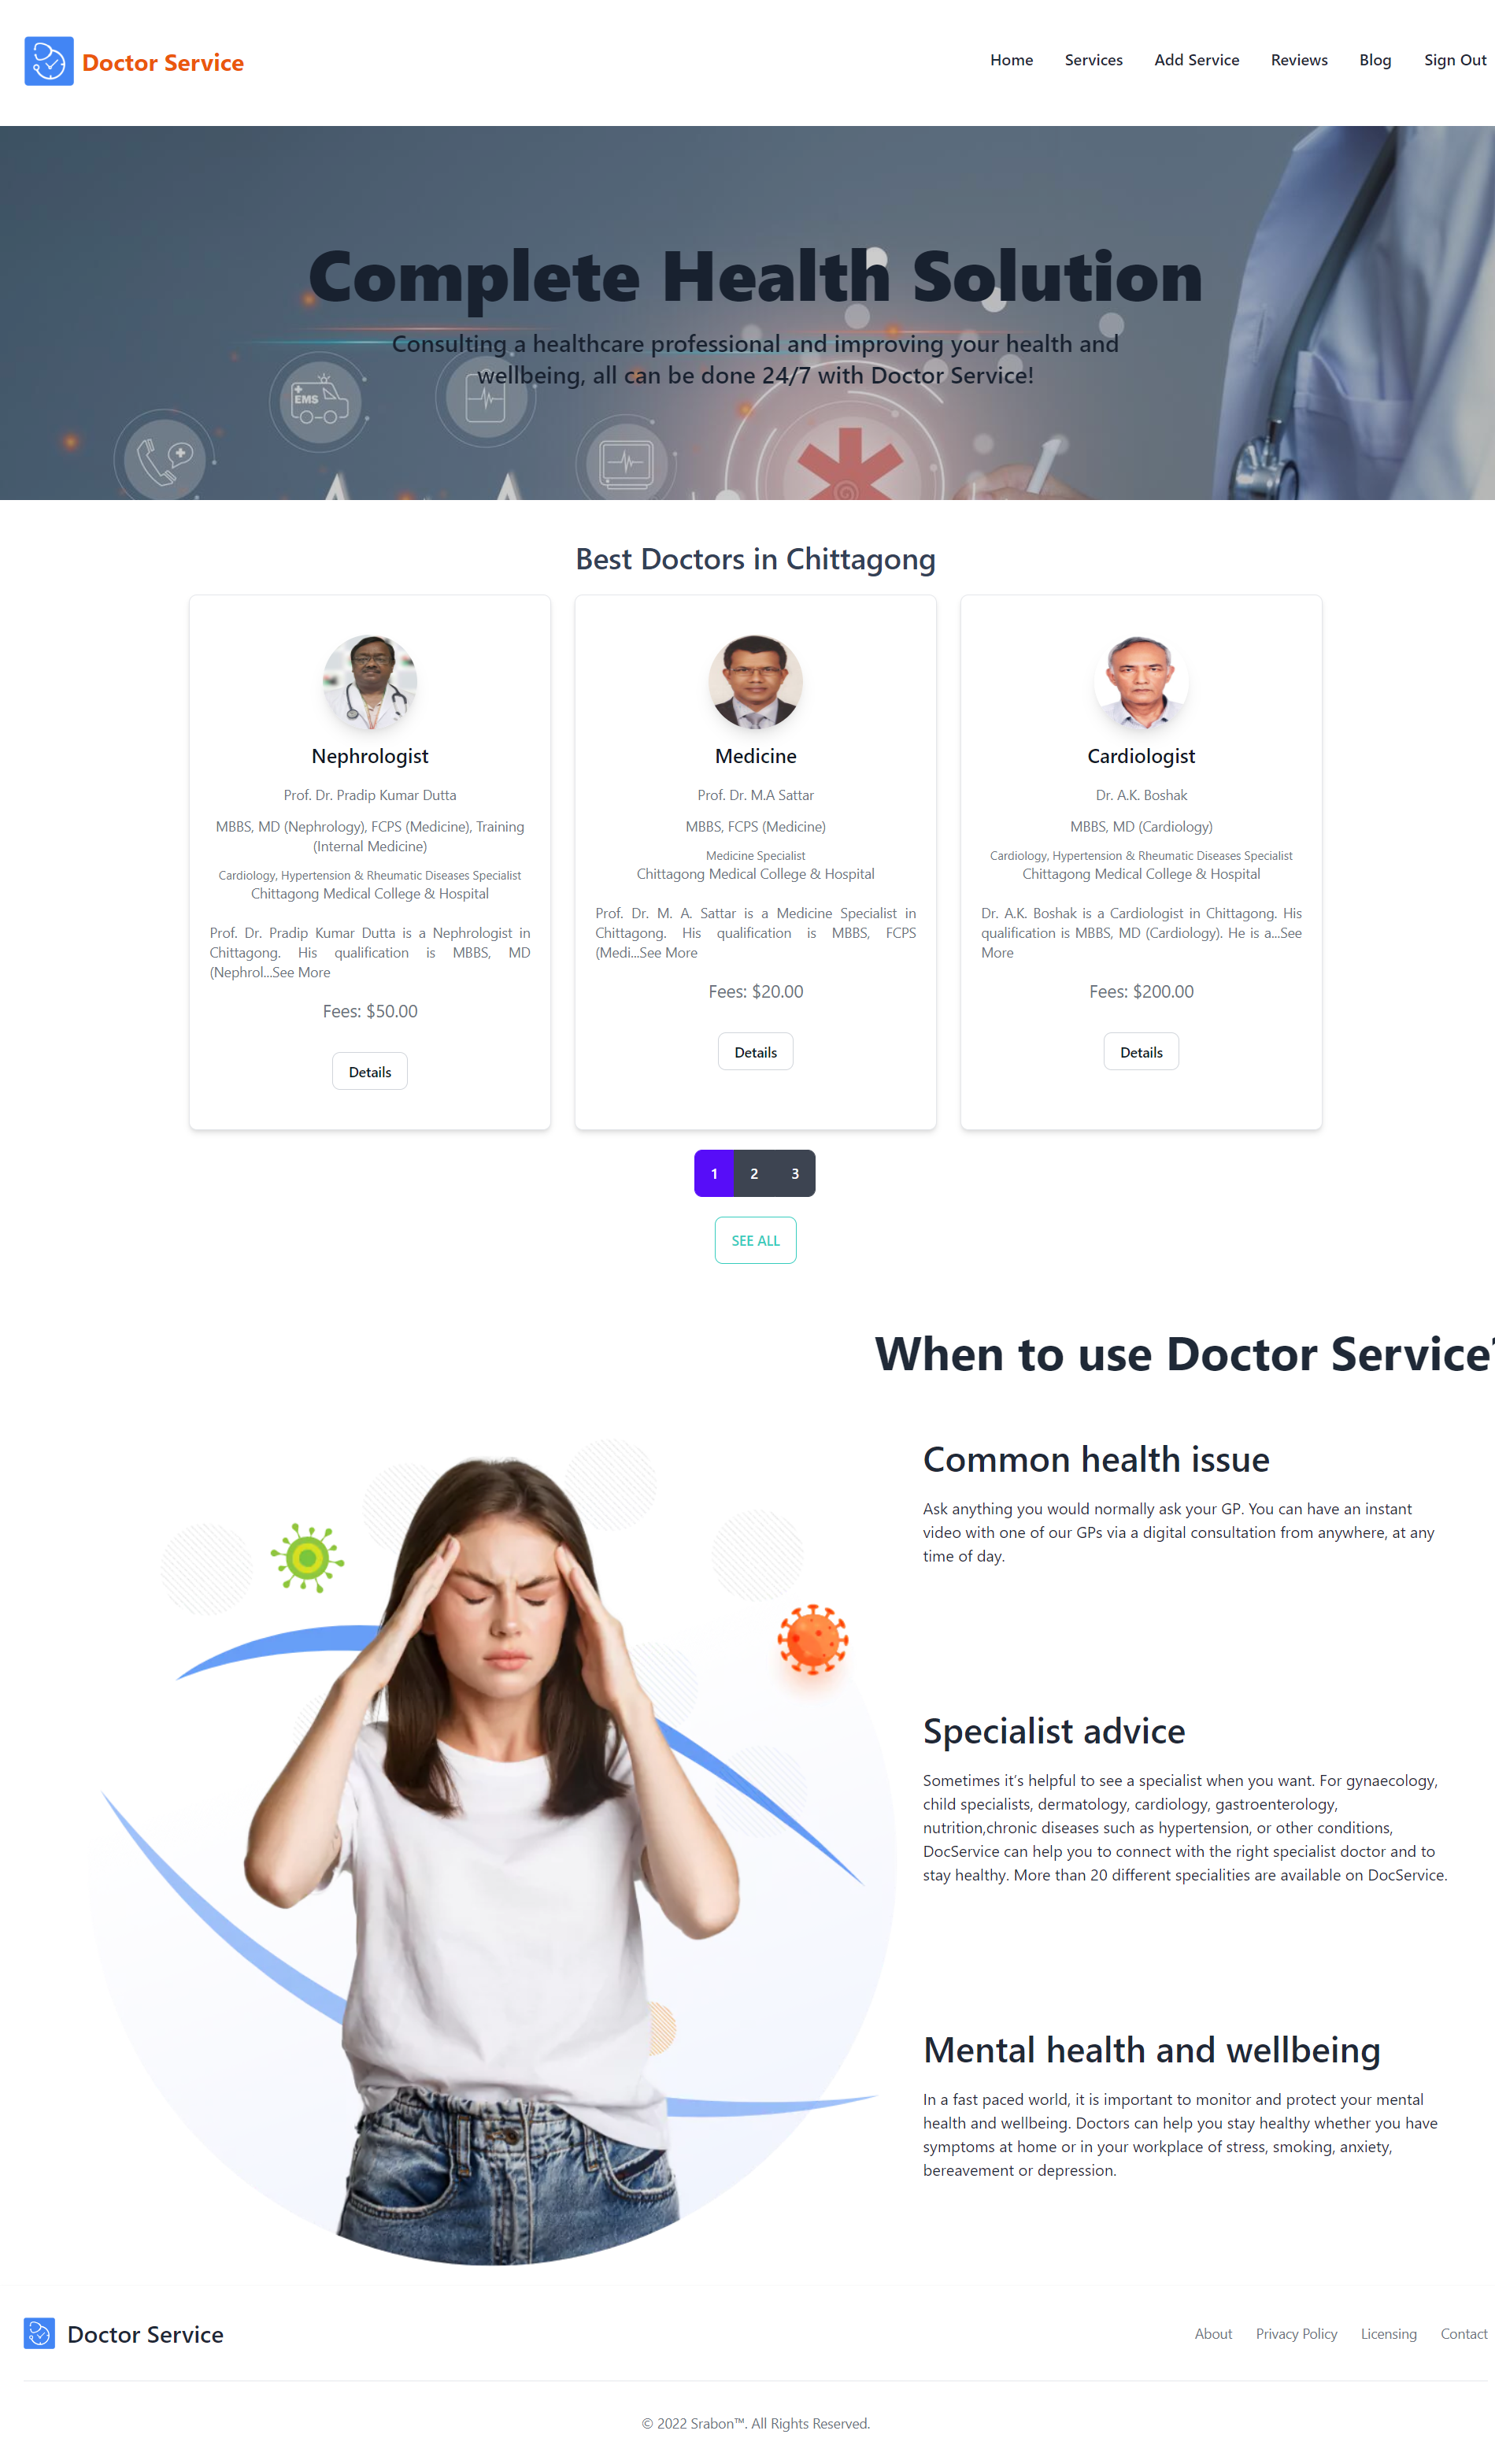 Doctor Service
Home Services Add Service Reviews Blog Sign Out
Complete Health Solution
Consulting a healthcare professional and improving your health and
wellbeing, all can be done 24/7 with Doctor Service!
EMS
Best Doctors in Chittagong
Nephrologist
Prof. Dr. Pradip Kumar Dutta
MBBS, MD (Nephrology), FCPS (Medicine), Training
(Internal Medicine)
Cardiology, Hypertension & Rheumatic Diseases Specialist
Chittagong Medical College & Hospital
Prof. Dr. Pradip Kumar Dutta is a Nephrologist in
Chittagong. His qualification is MBBS, MD
(Nephrol...See More
Fees: $50.00
Details
Medicine
Prof. Dr. M.A Sattar
MBBS, FCPS (Medicine)
Medicine Specialist
Chittagong Medical College & Hospital
Prof. Dr. M. A. Sattar is a Medicine Specialist in
Chittagong. His qualification is MBBS, FCPS
(Medi...See More
Fees: $20.00
Details
Cardiologist
Dr. A.K. Boshak
MBBS, MD (Cardiology)
Cardiology, Hypertension & Rheumatic Diseases Specialist
Chittagong Medical College & Hospital
Dr. A.K. Boshak is a Cardiologist in Chittagong. His
qualification is MBBS, MD (Cardiology). He is a...See
More
Fees: $200.00
Details
1 2 3
SEE ALL
When to use Doctor Service?
Common health issue
Ask anything you would normally ask your GP. You can have an instant
video with one of our GPs via a digital consultation from anywhere, at any
time of day.
Specialist advice
Sometimes it’s helpful to see a specialist when you want. For gynaecology,
child specialists, dermatology, cardiology, gastroenterology,
nutrition,chronic diseases such as hypertension, or other conditions,
DocService can help you to connect with the right specialist doctor and to
stay healthy. More than 20 different specialities are available on DocService.
Mental health and wellbeing
In a fast paced world, it is important to monitor and protect your mental
health and wellbeing. Doctors can help you stay healthy whether you have
symptoms at home or in your workplace of stress, smoking, anxiety,
bereavement or depression.
Doctor Service
About Privacy Policy Licensing Contact
© 2022 Srabon™. All Rights Reserved.